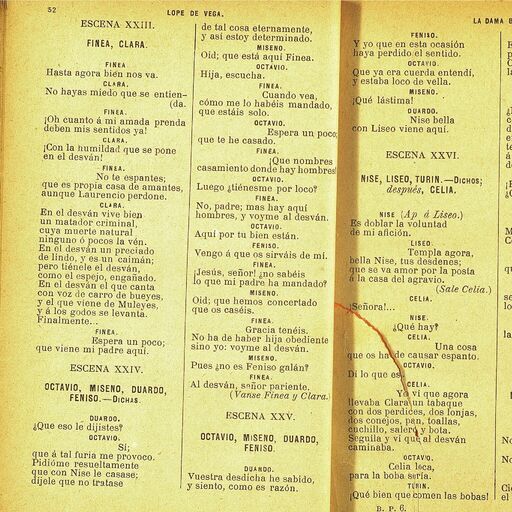 52
LOPE DE VEGA.
ESCENA XXIII.
FINEA, CLARA.
FINEA
Hasta agora bien nos va.
CLARA.
No hayas miedo que se entien-
(da.
FINEA.
¡Oh cuanto á mi amada prenda
deben mis sentidos ya!
CLARA.
¡Con la humildad que se pone
en el desván!
FINEA.
No te espantes;
que es propia casa de amantes,
aunque Laurencio perdone.
CLARA.
En el desván vive bien
un matador criminal,
cuya muerte natural
ninguno ó pocos la vén.
En el desván un preciado
de lindo, y es un caimán;
pero tiénele el desván,
como el espejo, engañado.
En el desván el que canta
con voz de carro de bueyes,
y el que viene de Muleyes,
y á los godos se levanta.
Finalmente...
FINEA.
Espera un poco;
que viene mi padre aquí.
ESCENA XXIV.
OCTAVIO, MISENO, DUARDO,
FENISO.—DICHAS.
DUARDO.
¿Que eso le dijistes?
OCTAVIO.
Sí;
que á tal furia me provoco.
Pidióme resueltamente
que con Nise le casase;
díjele que no tratase
de tal cosa eternamente,
y así estoy determinado.
MISENO.
Oid; que está aquí Finea.
OCTAVIO.
Hija, escucha.
FINEA.
Cuando vea,
cómo me lo habéis mandado,
que estáis solo.
OCTAVIO.
Espera un poco;
que te he casado.
FINEA.
¡Que nombres
casamiento donde hay hombres!
OCTAVIO.
Luego ¿tiénesme por loco?
FINEA.
No, padre; mas hay aquí
hombres, y voyme al desván.
OCTAVIO.
Aquí por tu bien están.
FENISO.
Vengo á que os sirváis de mí.
FINEA.
¡Jesús, señor! ¿no sabéis
lo que mi padre ha mandado?
MISENO.
Oid; que hemos concertado
que os caséis.
FINEA.
Gracia tenéis.
No ha de haber hija obediente
sino yo: voyme al desván.
MISENO.
Pues ¿no es Feniso galán?
FINEA.
Al desván, señor pariente.
(Vanse Finea y Clara.)
ESCENA XXV.
OCTAVIO, MISENO, DUARDO,
FENISO.
DUANDO.
Vuestra desdicha he sabido,
y siento, como es razón.
LA DAMA B
FENISO.
Y yo que en esta ocasión
haya perdido el sentido.
OCTAVIO.
Que ya era cuerda entendí,
y estaba loco de vella.
MISENO.
¡Qué lástima!
DUARDO.
Nise bella
con Liseo viene aquí.
ESCENA XXVI.
NISE, LISEO, TURIN.—DICHOS;
después, CELIA.
NISE (Ap á Liseo.)
Es doblar la voluntad
de mi afición.
LISEO.
Templa agora,
bella Nise, tus desdenes;
que se va amor por la posta
á la casa del agravio.
(Sale Celia.)
CELIA.
¡Señora!...
NISE.
¿Qué hay?
CELIA.
Una cosa
que os ha de causar espanto.
OCTAVIO.
Di lo que es.
CELIA.
Yo ví que agora
llevaba Clara un tabaque
con dos perdices, dos lonjas,
dos conejos, pan, toallas,
cuchillo, salero y bota.
Seguíla y ví que al desván
caminaba.
OCTAVIO.
Celia loca,
para la boba sería.
TURIN.
¡Qué bien que comen las bobas!
B. P. 6.